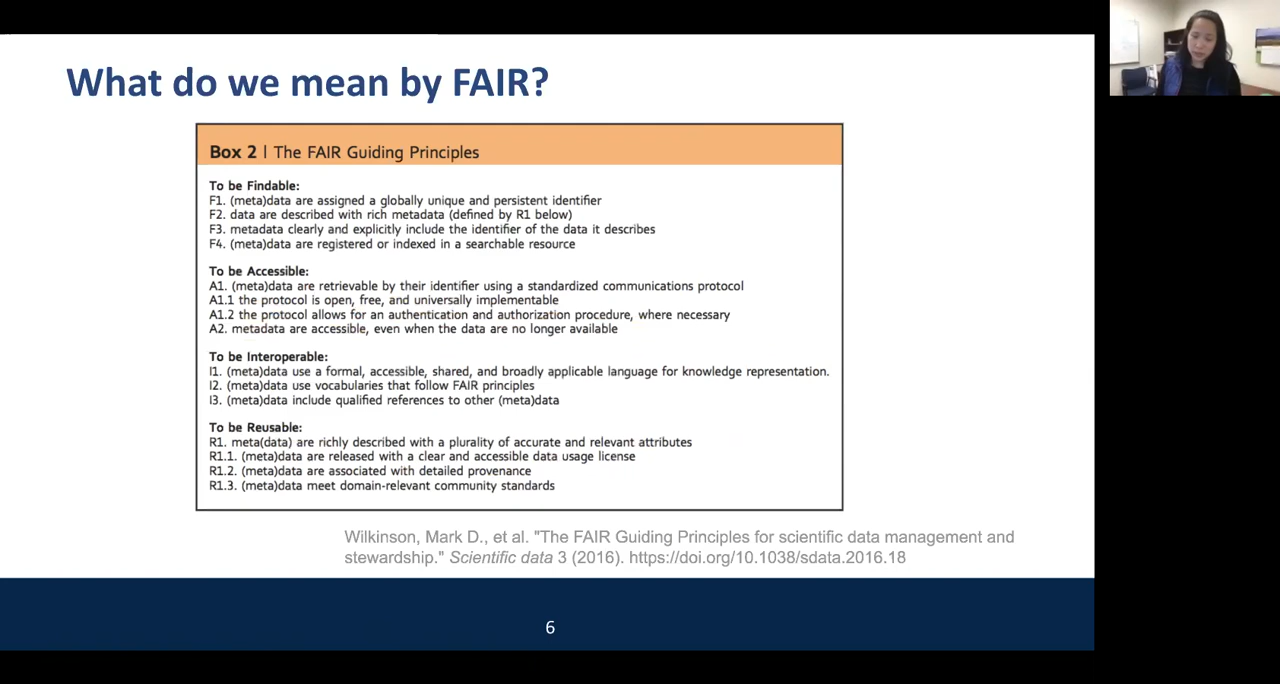 What do we mean by FAIR?
Box 2 | The FAIR Guiding Principles
To be Findable:
F1. (meta)data are assigned a globally unique and persistent identifier
F2. data are described with rich metadata (defined by R1 below)
F3. metadata clearly and explicitly include the identifier of the data it describes
F4. (meta)data are registered or indexed in a searchable resource
To be Accessible:
A1. (meta)data are retrievable by their identifier using a standardized communications protocol
A1.1 the protocol is open, free, and universally implementable
A1.2 the protocol allows for an authentication and authorization procedure, where necessary
A2. metadata are accessible, even when the data are no longer available
To be Interoperable:
I1. (meta)data use a formal, accessible, shared, and broadly applicable language for knowledge representation.
I2. (meta)data use vocabularies that follow FAIR principles
I3. (meta)data include qualified references to other (meta)data
To be Reusable:
R1. meta(data) are richly described with a plurality of accurate and relevant attributes
R1.1. (meta)data are released with a clear and accessible data usage license
R1.2. (meta)data are associated with detailed provenance
R1.3. (meta)data meet domain-relevant community standards
Wilkinson, Mark D., et al. "The FAIR Guiding Principles for scientific data management and
stewardship." Scientific data 3 (2016). https://doi.org/10.1038/sdata.2016.18
6